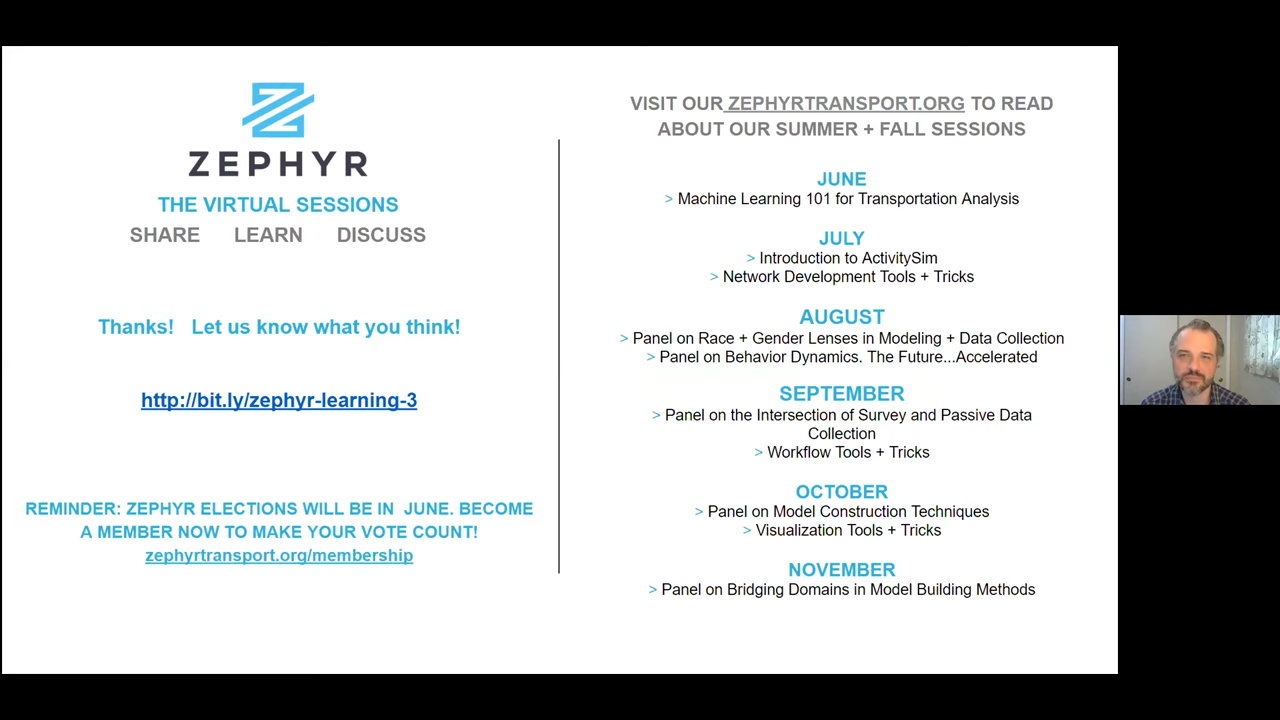 ZEPHYR
THE VIRTUAL SESSIONS
SHARE LEARN DISCUSS
Thanks! Let us know what you think!
http://bit.ly/zephyr-learning-3
REMINDER: ZEPHYR ELECTIONS WILL BE IN JUNE. BECOME
A MEMBER NOW TO MAKE YOUR VOTE COUNT!
zephyrtransport.org/membership
VISIT OUR ZEPHYRTRANSPORT.ORG TO READ
ABOUT OUR SUMMER + FALL SESSIONS
JUNE
> Machine Learning 101 for Transportation Analysis
JULY
> Introduction to ActivitySim
> Network Development Tools + Tricks
AUGUST
> Panel on Race + Gender Lenses in Modeling + Data Collection
> Panel on Behavior Dynamics. The Future...Accelerated
SEPTEMBER
> Panel on the Intersection of Survey and Passive Data
Collection
> Workflow Tools + Tricks
OCTOBER
> Panel on Model Construction Techniques
> Visualization Tools + Tricks
NOVEMBER
> Panel on Bridging Domains in Model Building Methods